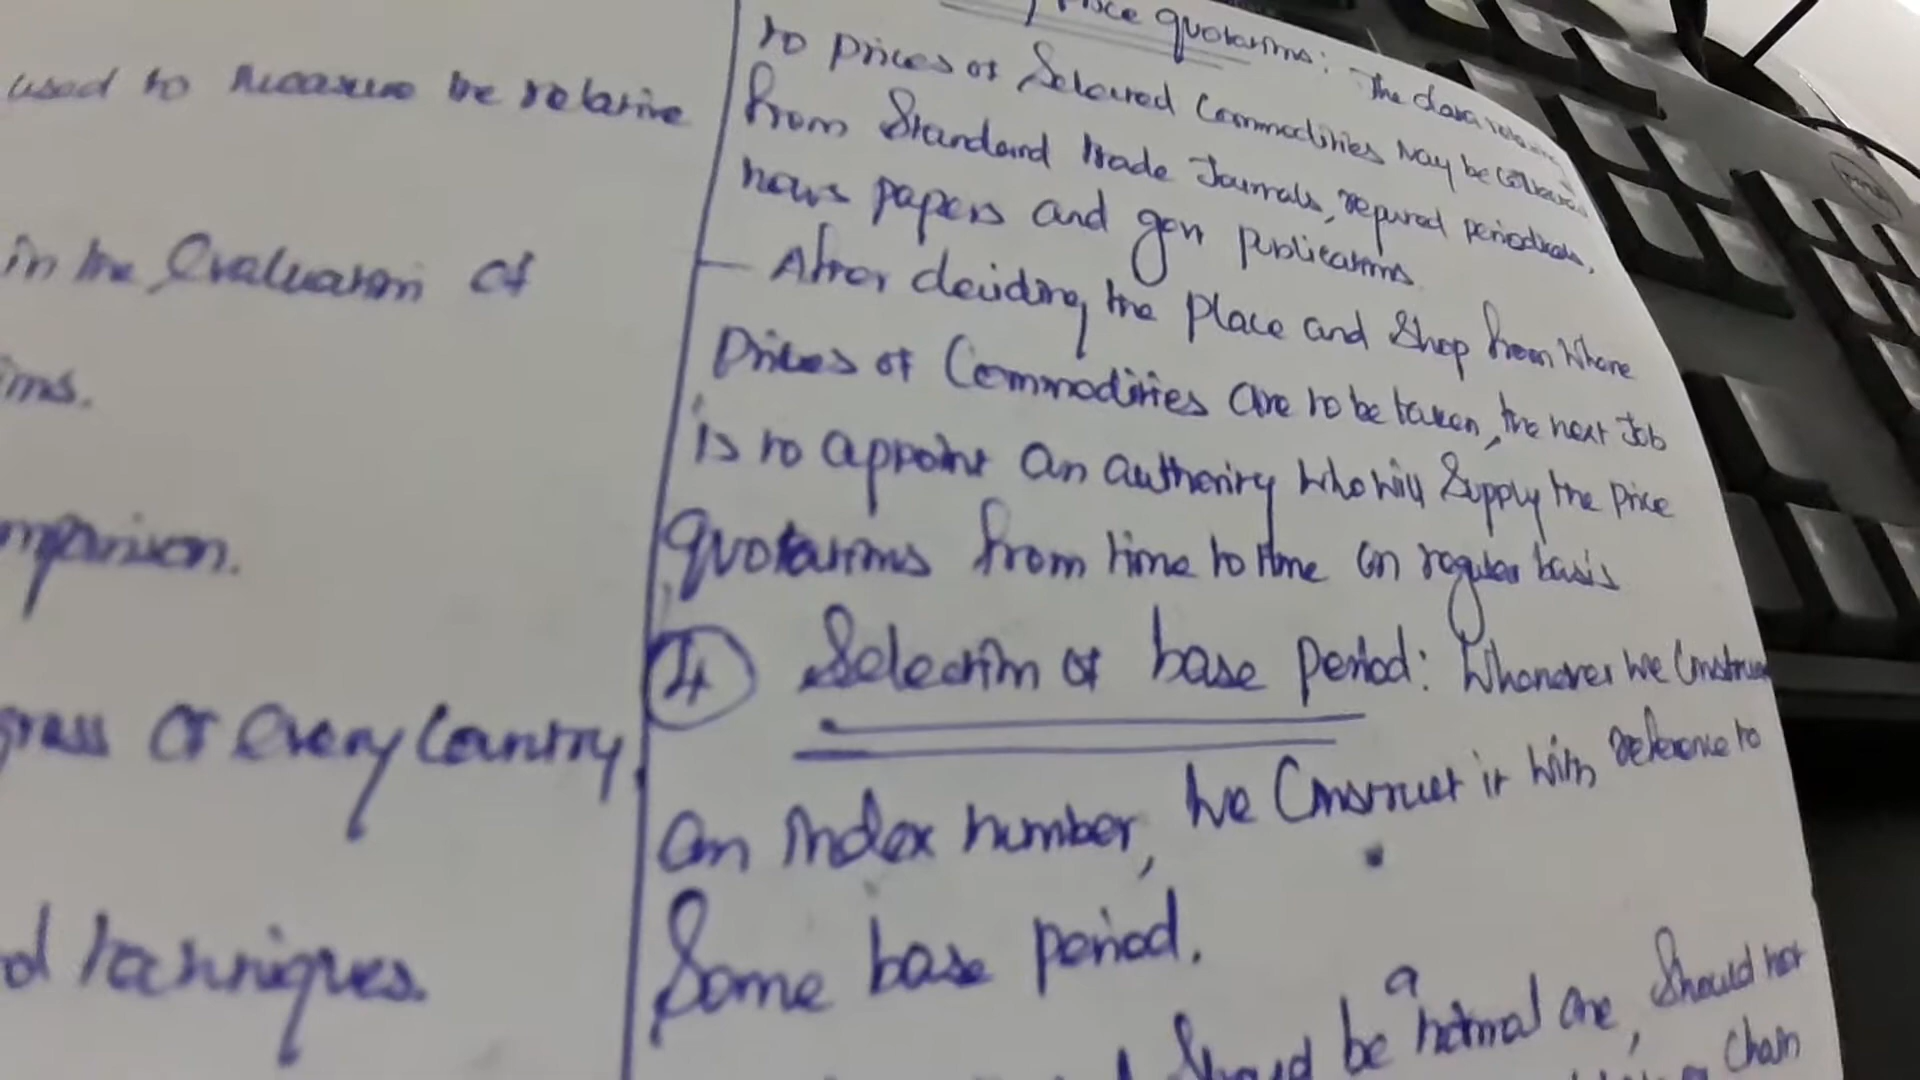 used to measure the relative
in the Evaluation of
ms.
mparison.
gress of Every Country
d techniques.
Price quotations: The data relating
to prices of Selected Commodities May be Collected
from Standard trade Journals, reputed periodicals,
news papers and govt publications
— After deciding the place and Shop from Where
Prices of Commodities are to be taken, the next Job
is to appoint an authority who will Supply the price
quotations from time to time on regular basis
4 Selection of base period: Whenever we Construct
an index number, we Construct it with reference to
Some base period.
Should be a normal one, Should not
Chain